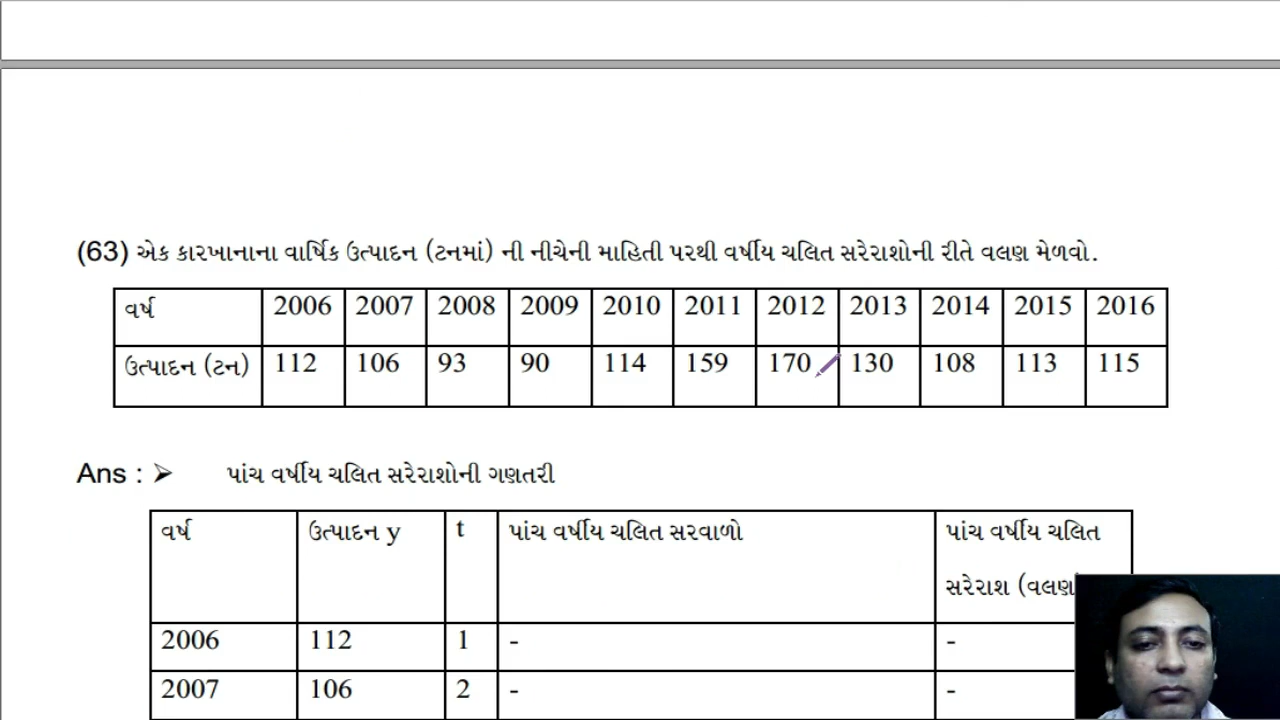 (63) એક કારખાનાના વાર્ષિક ઉત્પાદન (ટનમાં) ની નીચેની માહિતી પરથી વર્ષીય ચલિત સરેરાશોની રીતે વલણ મેળવો.
વર્ષ 2006 2007 2008 2009 2010 2011 2012 2013 2014 2015 2016
ઉત્પાદન (ટન) 112 106 93 90 114 159 170 130 108 113 115
Ans : ➢ પાંચ વર્ષીય ચલિત સરેરાશોની ગણતરી
વર્ષ ઉત્પાદન y t પાંચ વર્ષીય ચલિત સરવાળો પાંચ વર્ષીય ચલિત
સરેરાશ (વલણ
2006 112 1 - -
2007 106 2 - -